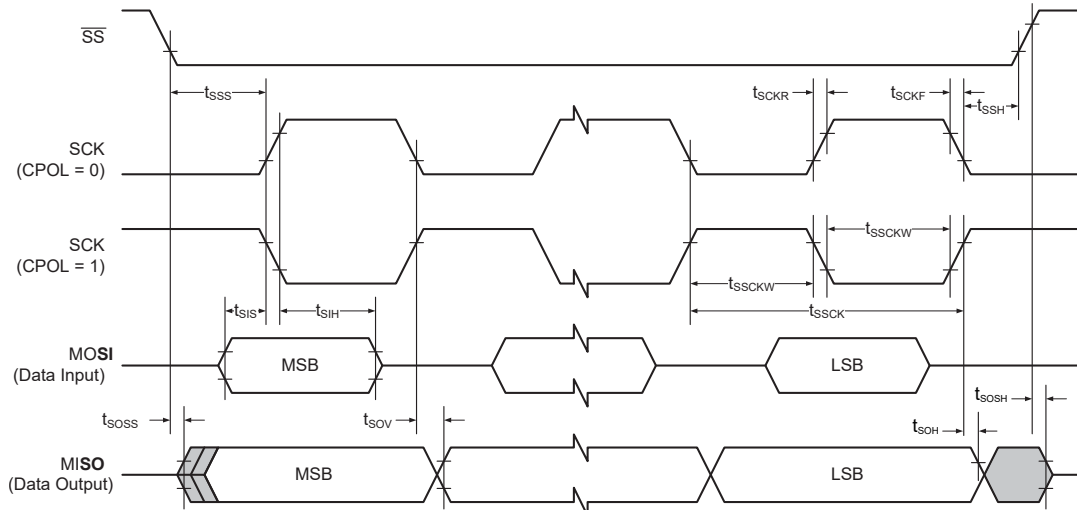 SS
tSSS
tSCKR
tSCKF
tSSH
SCK
(CPOL = 0)
SCK
(CPOL = 1)
tSSCKW
tSSCKW
tSSCK
tSIS
tSIH
MOSI
(Data Input)
MSB
LSB
tSOSS
tSOV
tSOH
tSOSH
MISO
(Data Output)
MSB
LSB